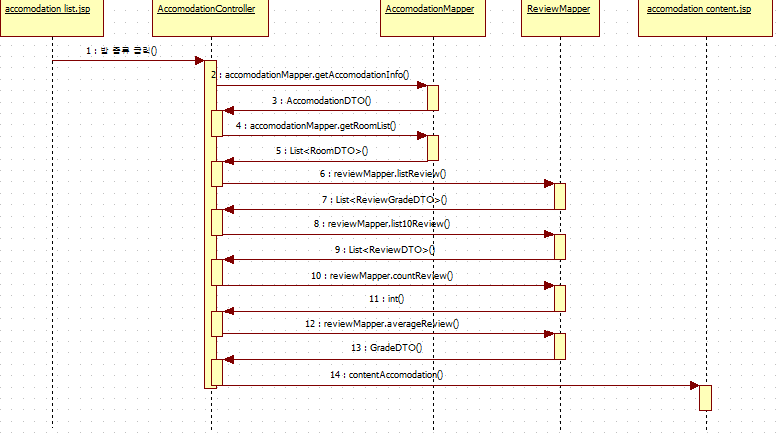 accomodation list.jsp
AccomodationController
AccomodationMapper
ReviewMapper
accomodation content.jsp
1 : 방 종류 클릭()
2 : accomodationMapper.getAccomodationInfo()
3 : AccomodationDTO()
4 : accomodationMapper.getRoomList()
5 : List<RoomDTO>()
6 : reviewMapper.listReview()
7 : List<ReviewGradeDTO>()
8 : reviewMapper.list10Review()
9 : List<ReviewDTO>()
10 : reviewMapper.countReview()
11 : int()
12 : reviewMapper.averageReview()
13 : GradeDTO()
14 : contentAccomodation()